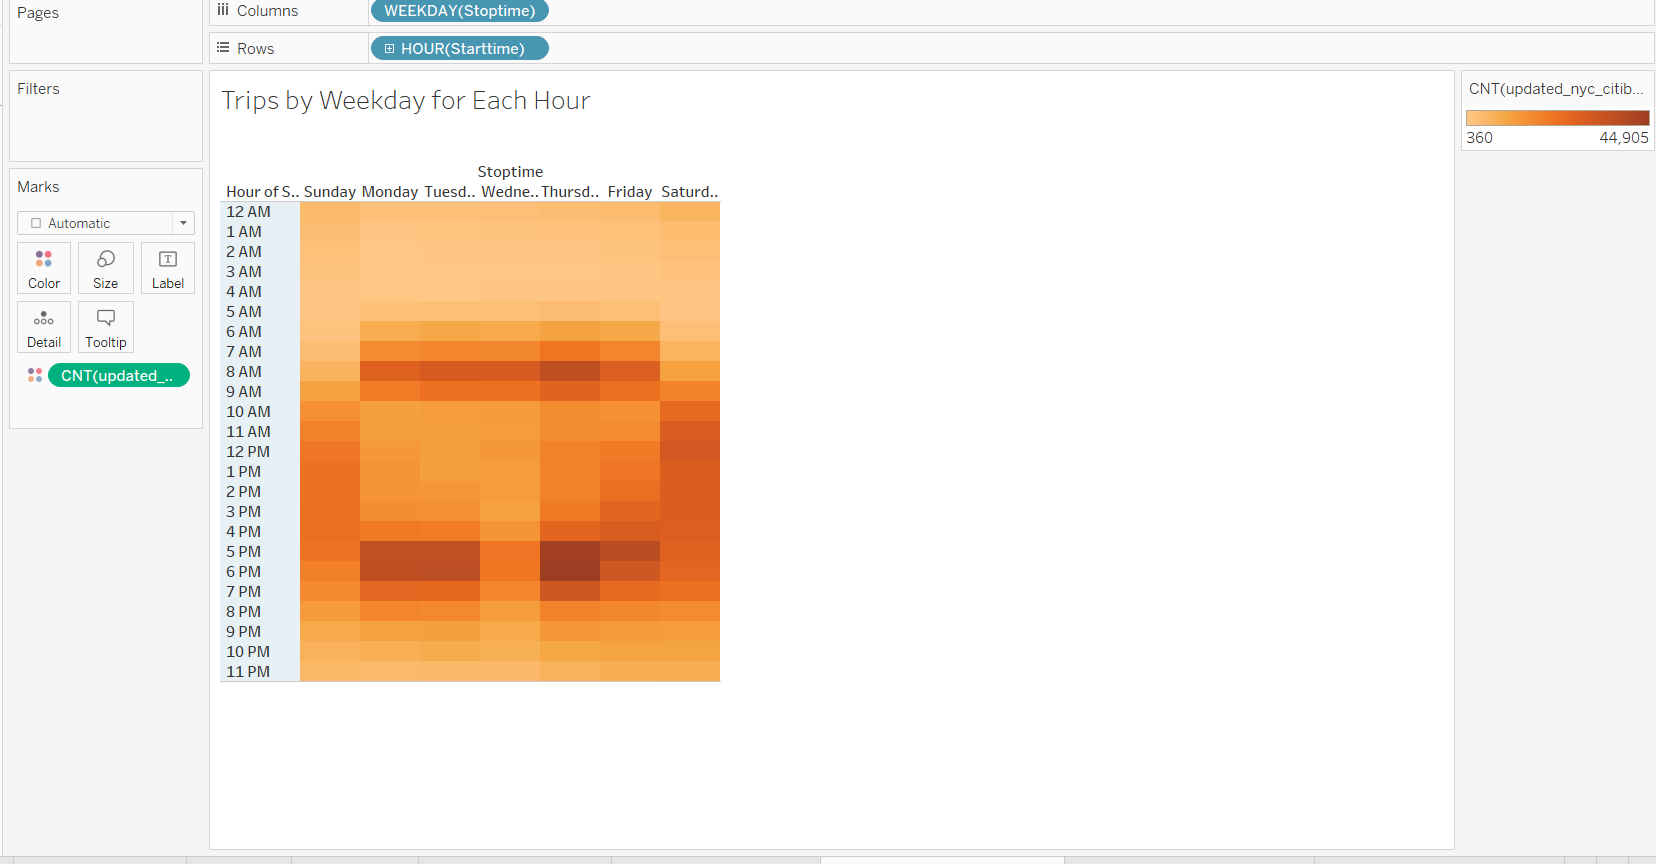 Pages
Columns
WEEKDAY(Stoptime)
Rows
HOUR(Starttime)
Filters
Marks
Automatic
Color
Size
Label
Detail
Tooltip
CNT(updated_..
Trips by Weekday for Each Hour
Stoptime
Hour of S.. Sunday Monday Tuesd.. Wedne.. Thursd.. Friday Saturd..
12 AM
1 AM
2 AM
3 AM
4 AM
5 AM
6 AM
7 AM
8 AM
9 AM
10 AM
11 AM
12 PM
1 PM
2 PM
3 PM
4 PM
5 PM
6 PM
7 PM
8 PM
9 PM
10 PM
11 PM
CNT(updated_nyc_citib...
360 44,905